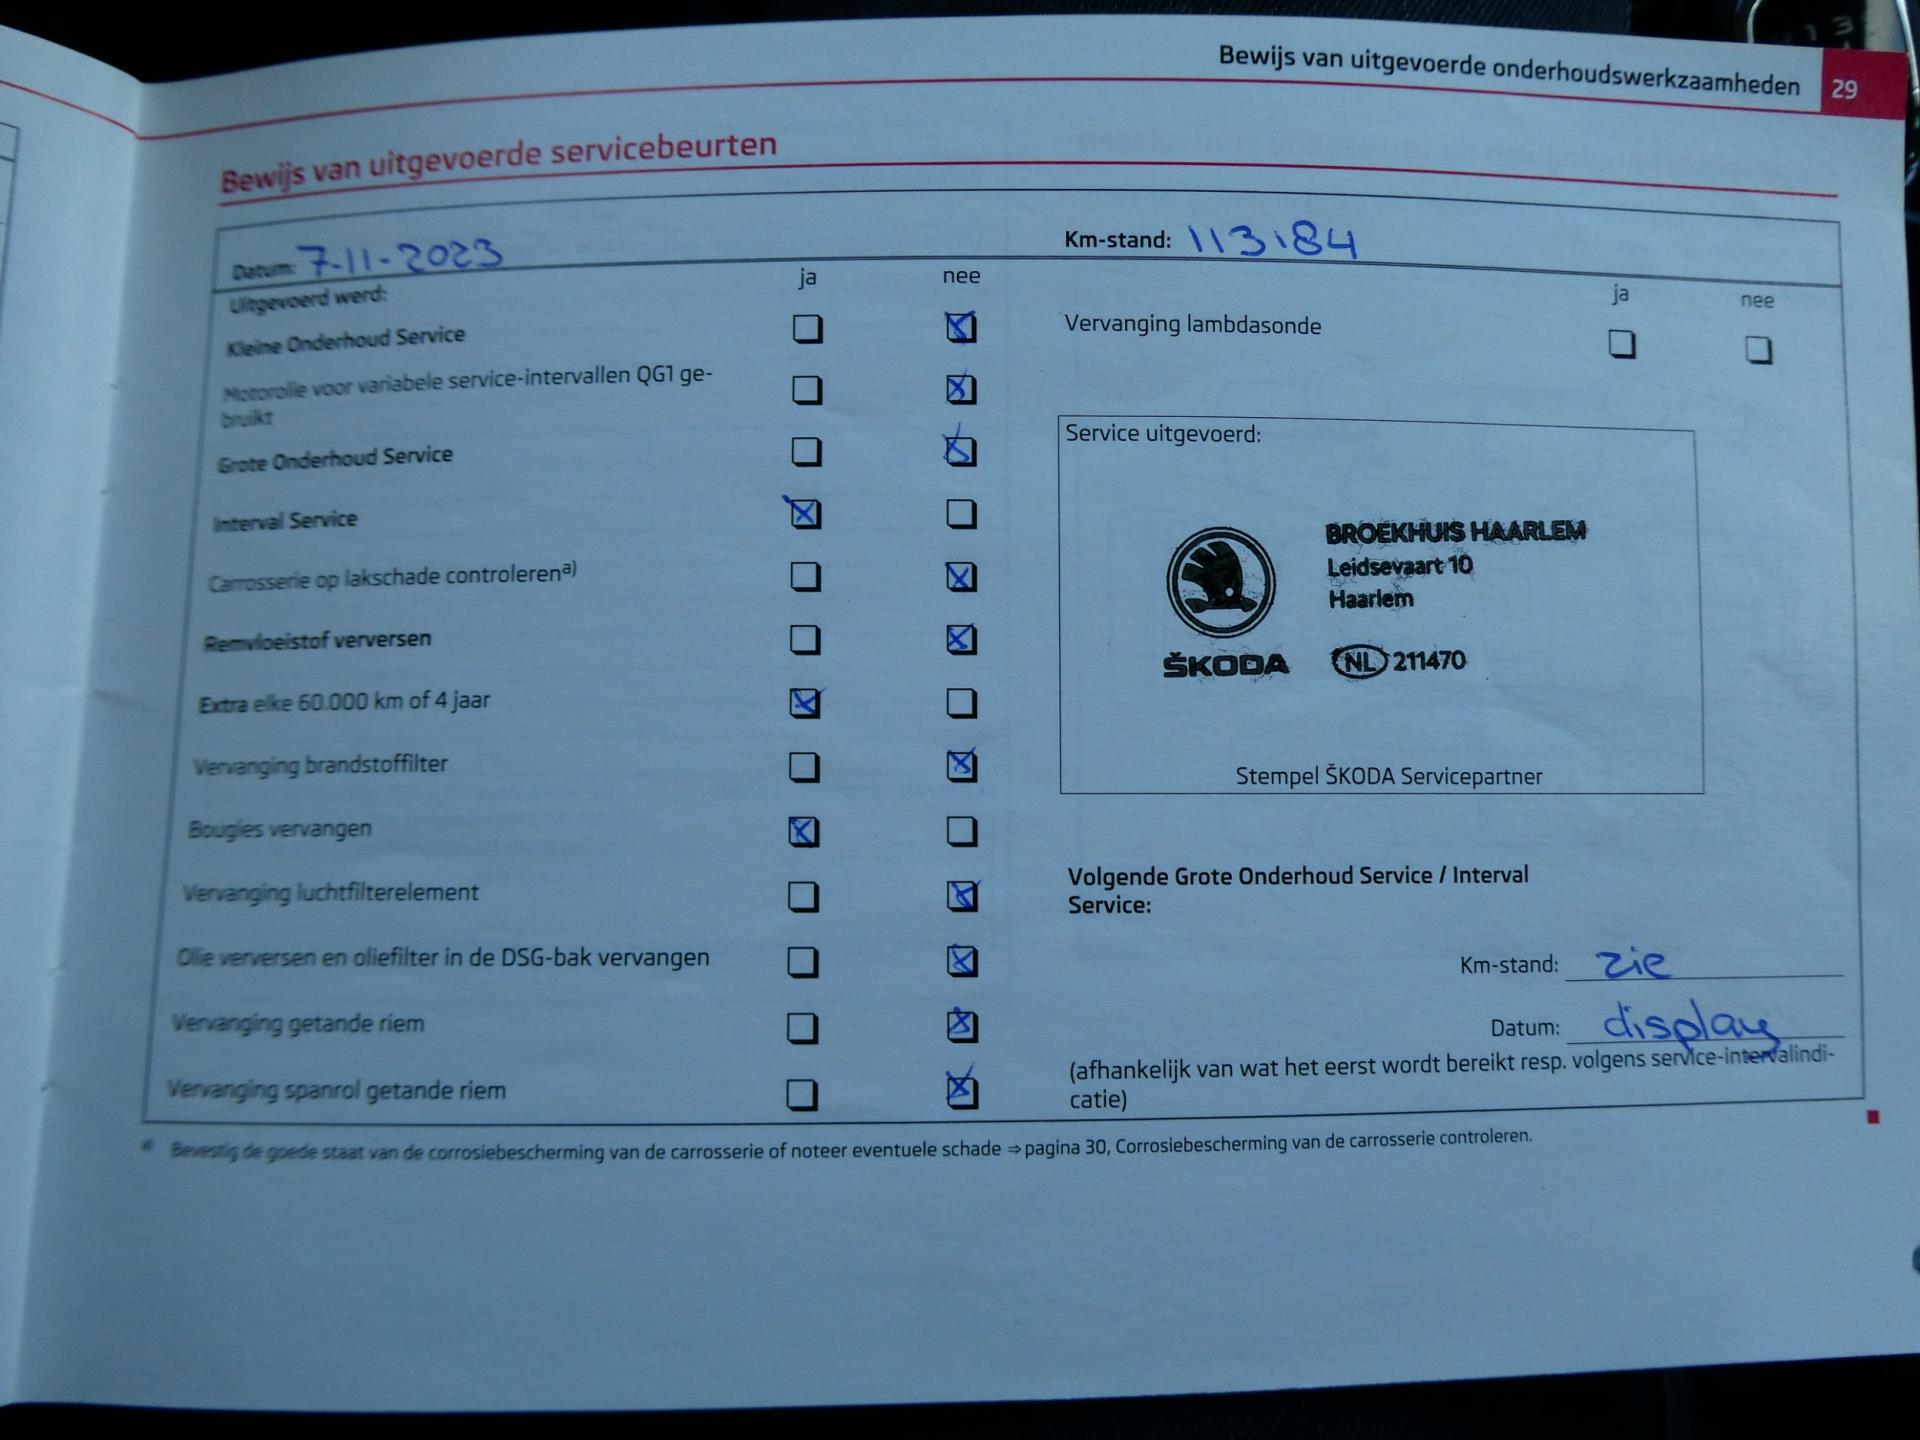 Bewijs van uitgevoerde onderhoudswerkzaamheden 29
Bewijs van uitgevoerde servicebeurten
Datum: 7-11-2023
Km-stand: 113184
Uitgevoerd werd:
ja nee
Kleine Onderhoud Service
Motorolie voor variabele service-intervallen QG1 ge-
bruikt
Grote Onderhoud Service
Interval Service
Carrosserie op lakschade controlerenᵃ⁾
Remvloeistof verversen
Extra elke 60.000 km of 4 jaar
Vervanging brandstoffilter
Bougies vervangen
Vervanging luchtfilterelement
Olie verversen en oliefilter in de DSG-bak vervangen
Vervanging getande riem
Vervanging spanrol getande riem
ja nee
Vervanging lambdasonde
Service uitgevoerd:
BROEKHUIS HAARLEM
Leidsevaart 10
Haarlem
ŠKODA NL 211470
Stempel ŠKODA Servicepartner
Volgende Grote Onderhoud Service / Interval
Service:
Km-stand: zie
Datum: display
(afhankelijk van wat het eerst wordt bereikt resp. volgens service-intervalindi-
catie)
ᵃ⁾ Bevestig de goede staat van de corrosiebescherming van de carrosserie of noteer eventuele schade ⇒ pagina 30, Corrosiebescherming van de carrosserie controleren.